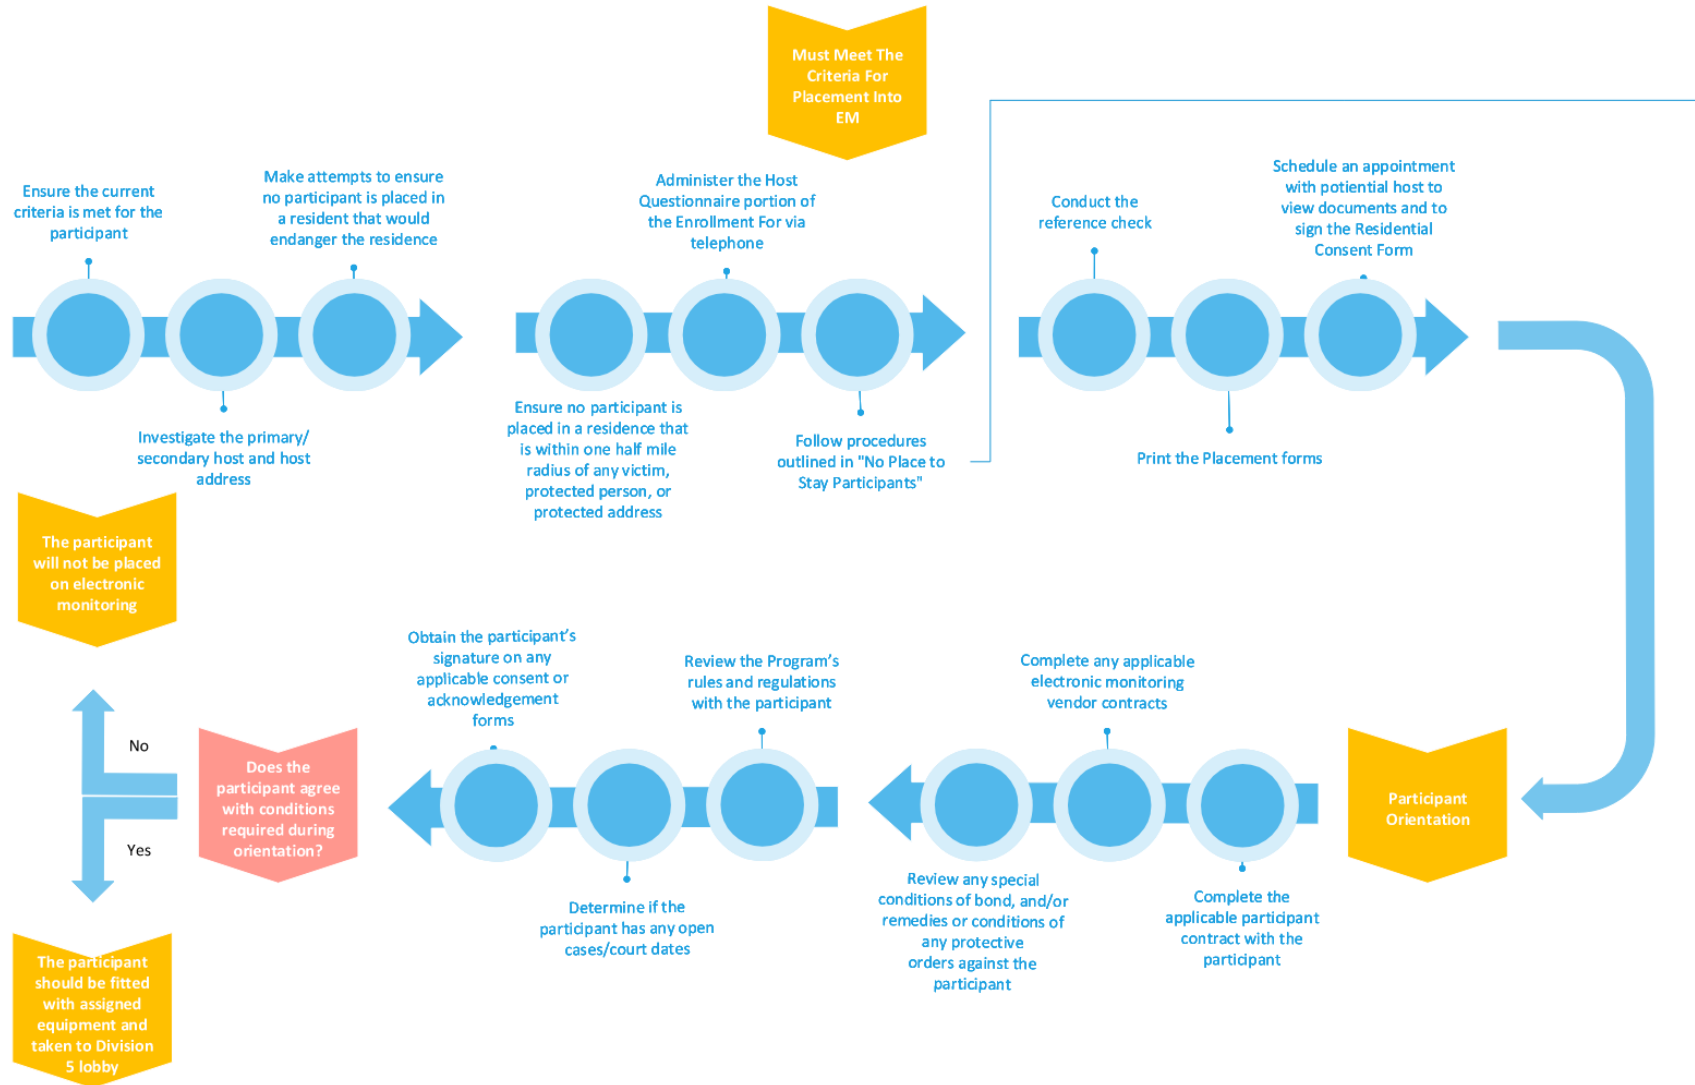 Must Meet The
Criteria For
Placement Into
EM
Ensure the current
criteria is met for the
participant
Investigate the primary/
secondary host and host
address
Make attempts to ensure
no participant is placed in
a resident that would
endanger the residence
Ensure no participant is
placed in a residence that
is within one half mile
radius of any victim,
protected person, or
protected address
Administer the Host
Questionnaire portion of
the Enrollment For via
telephone
Follow procedures
outlined in "No Place to
Stay Participants"
Conduct the
reference check
Print the Placement forms
Schedule an appointment
with potiential host to
view documents and to
sign the Residential
Consent Form
Participant
Orientation
Complete the
applicable participant
contract with the
participant
Complete any applicable
electronic monitoring
vendor contracts
Review any special
conditions of bond, and/or
remedies or conditions of
any protective
orders against the
participant
Review the Program's
rules and regulations
with the participant
Determine if the
participant has any open
cases/court dates
Obtain the participant's
signature on any
applicable consent or
acknowledgement
forms
Does the
participant agree
with conditions
required during
orientation?
No
The participant
will not be placed
on electronic
monitoring
Yes
The participant
should be fitted
with assigned
equipment and
taken to Division
5 lobby